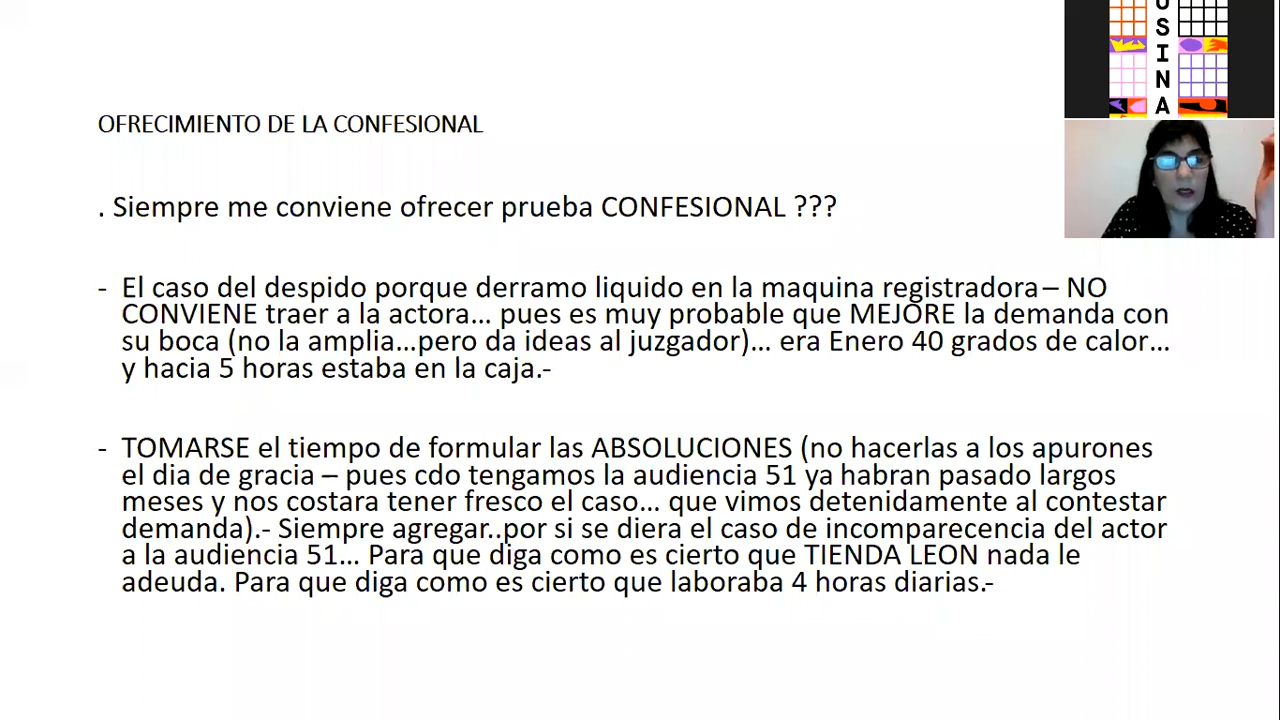 USINA
OFRECIMIENTO DE LA CONFESIONAL
. Siempre me conviene ofrecer prueba CONFESIONAL ???
- El caso del despido porque derramo liquido en la maquina registradora – NO
CONVIENE traer a la actora... pues es muy probable que MEJORE la demanda con
su boca (no la amplia...pero da ideas al juzgador)... era Enero 40 grados de calor...
y hacia 5 horas estaba en la caja.-
- TOMARSE el tiempo de formular las ABSOLUCIONES (no hacerlas a los apurones
el dia de gracia – pues cdo tengamos la audiencia 51 ya habran pasado largos
meses y nos costara tener fresco el caso... que vimos detenidamente al contestar
demanda).- Siempre agregar..por si se diera el caso de incomparecencia del actor
a la audiencia 51... Para que diga como es cierto que TIENDA LEON nada le
adeuda. Para que diga como es cierto que laboraba 4 horas diarias.-